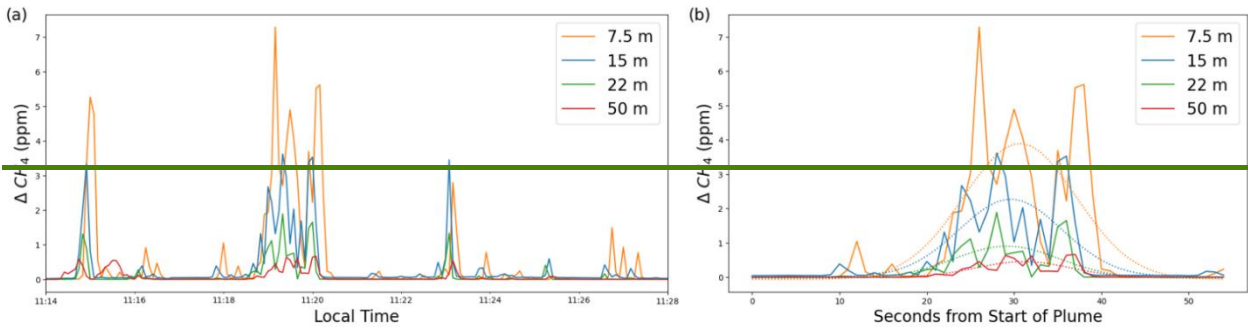 (a)
7.5 m
15 m
22 m
50 m
Δ CH4 (ppm)
7
6
5
4
3
2
1
0
11:14
11:16
11:18
11:20
11:22
11:24
11:26
11:28
Local Time
(b)
7.5 m
15 m
22 m
50 m
Δ CH4 (ppm)
7
6
5
4
3
2
1
0
0
10
20
30
40
50
Seconds from Start of Plume